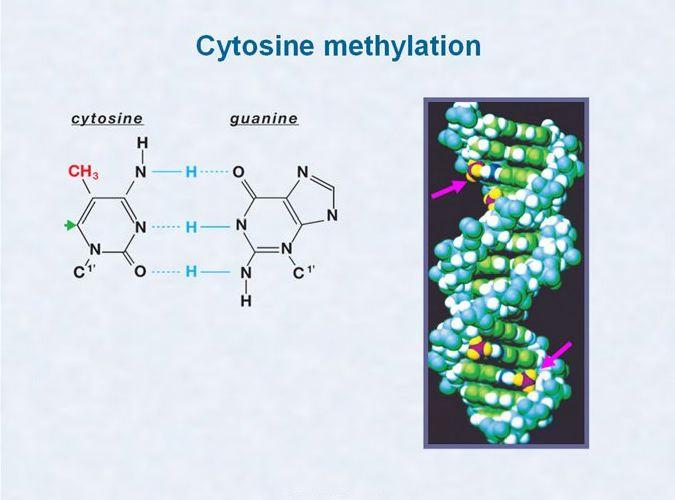 Cytosine methylation
cytosine guanine
H
CH3 N H O N
N H N N
N N
C1' O H N C1'
H